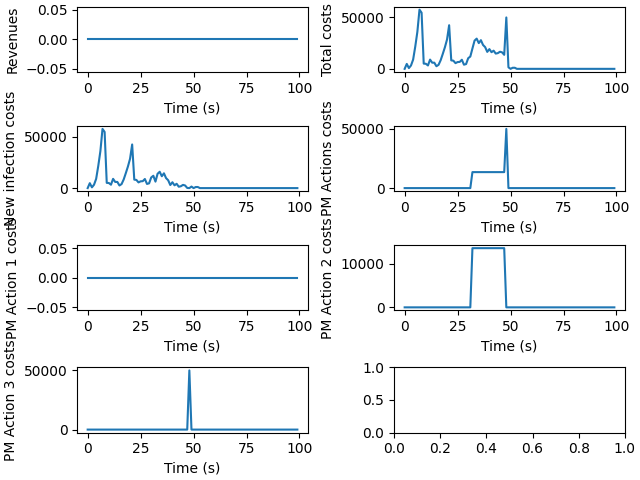 Revenues
0.05
0.00
−0.05
0 25 50 75 100
Time (s)
Total costs
50000
0
0 25 50 75 100
Time (s)
New infection costs
50000
0
0 25 50 75 100
Time (s)
PM Actions costs
50000
0
0 25 50 75 100
Time (s)
PM Action 1 costs
0.05
0.00
−0.05
0 25 50 75 100
Time (s)
PM Action 2 costs
10000
0
0 25 50 75 100
Time (s)
PM Action 3 costs
50000
0
0 25 50 75 100
Time (s)
1.0
0.5
0.0
0.0 0.2 0.4 0.6 0.8 1.0